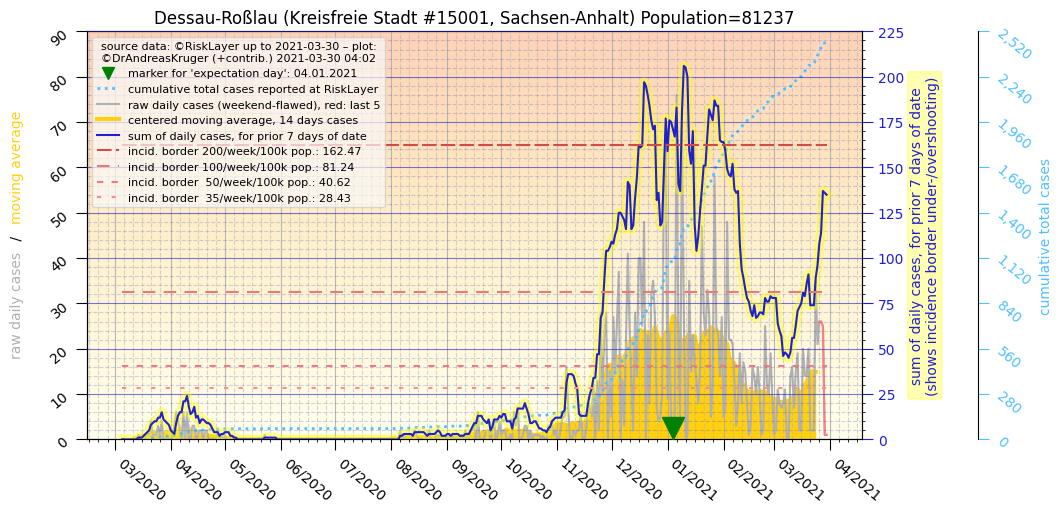 Dessau-Roßlau (Kreisfreie Stadt #15001, Sachsen-Anhalt) Population=81237
source data: ©RiskLayer up to 2021-03-30 – plot:
©DrAndreasKruger (+contrib.) 2021-03-30 04:02
marker for 'expectation day': 04.01.2021
cumulative total cases reported at RiskLayer
raw daily cases (weekend-flawed), red: last 5
centered moving average, 14 days cases
sum of daily cases, for prior 7 days of date
incid. border 200/week/100k pop.: 162.47
incid. border 100/week/100k pop.: 81.24
incid. border  50/week/100k pop.: 40.62
incid. border  35/week/100k pop.: 28.43
raw daily cases / moving average
90
80
70
60
50
40
30
20
10
0
03/2020
04/2020
05/2020
06/2020
07/2020
08/2020
09/2020
10/2020
11/2020
12/2020
01/2021
02/2021
03/2021
04/2021
225
200
175
150
125
100
75
50
25
0
sum of daily cases, for prior 7 days of date
(shows incidence border under-/overshooting)
2,520
2,240
1,960
1,680
1,400
1,120
840
560
280
0
cumulative total cases